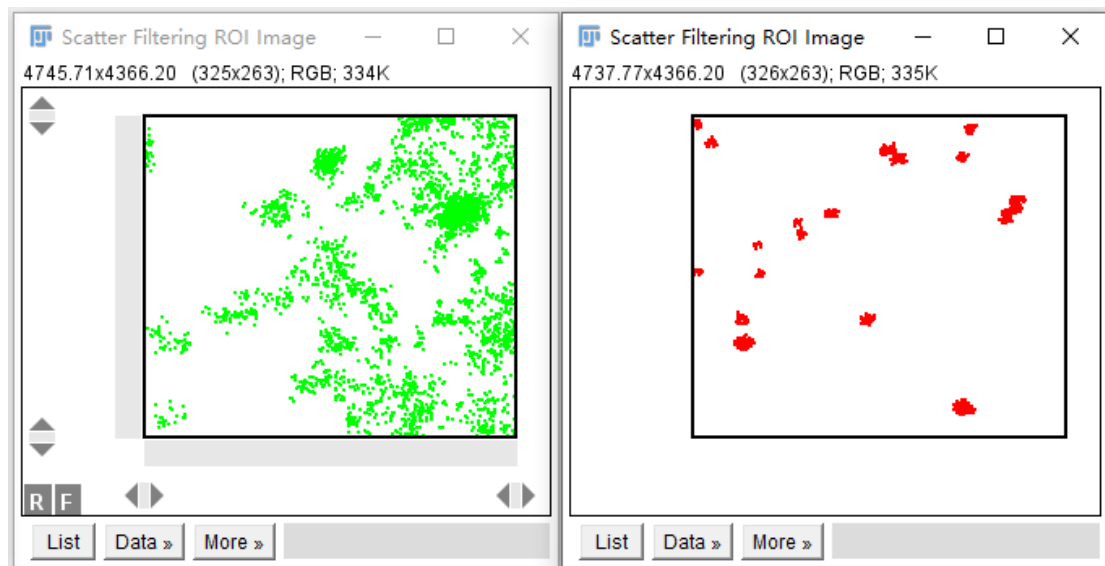 Scatter Filtering ROI Image
4745.71x4366.20 (325x263); RGB; 334K
R F
List Data » More »
Scatter Filtering ROI Image
4737.77x4366.20 (326x263); RGB; 335K
List Data » More »